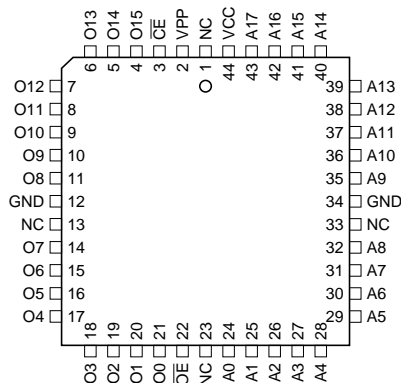 O13 O14 O15 CE VPP NC VCC A17 A16 A15 A14
6 5 4 3 2 1 44 43 42 41 40
O12 7 39 A13
O11 8 38 A12
O10 9 37 A11
O9 10 36 A10
O8 11 35 A9
GND 12 34 GND
NC 13 33 NC
O7 14 32 A8
O6 15 31 A7
O5 16 30 A6
O4 17 29 A5
18 19 20 21 22 23 24 25 26 27 28
O3 O2 O1 O0 OE NC A0 A1 A2 A3 A4